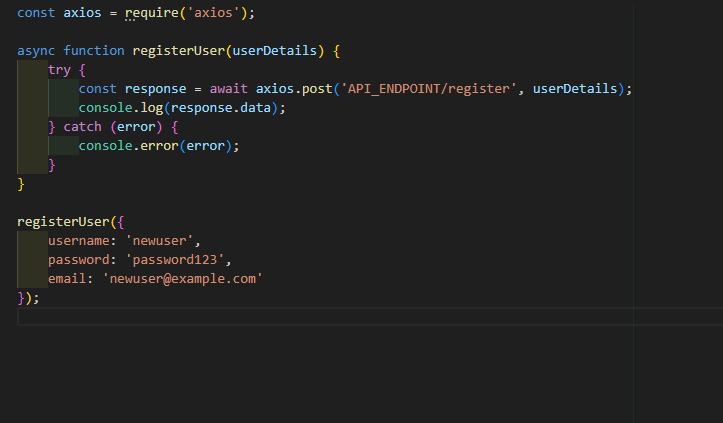 const axios = require('axios');
async function registerUser(userDetails) {
    try {
        const response = await axios.post('API_ENDPOINT/register', userDetails);
        console.log(response.data);
    } catch (error) {
        console.error(error);
    }
}
registerUser({
    username: 'newuser',
    password: 'password123',
    email: 'newuser@example.com'
});